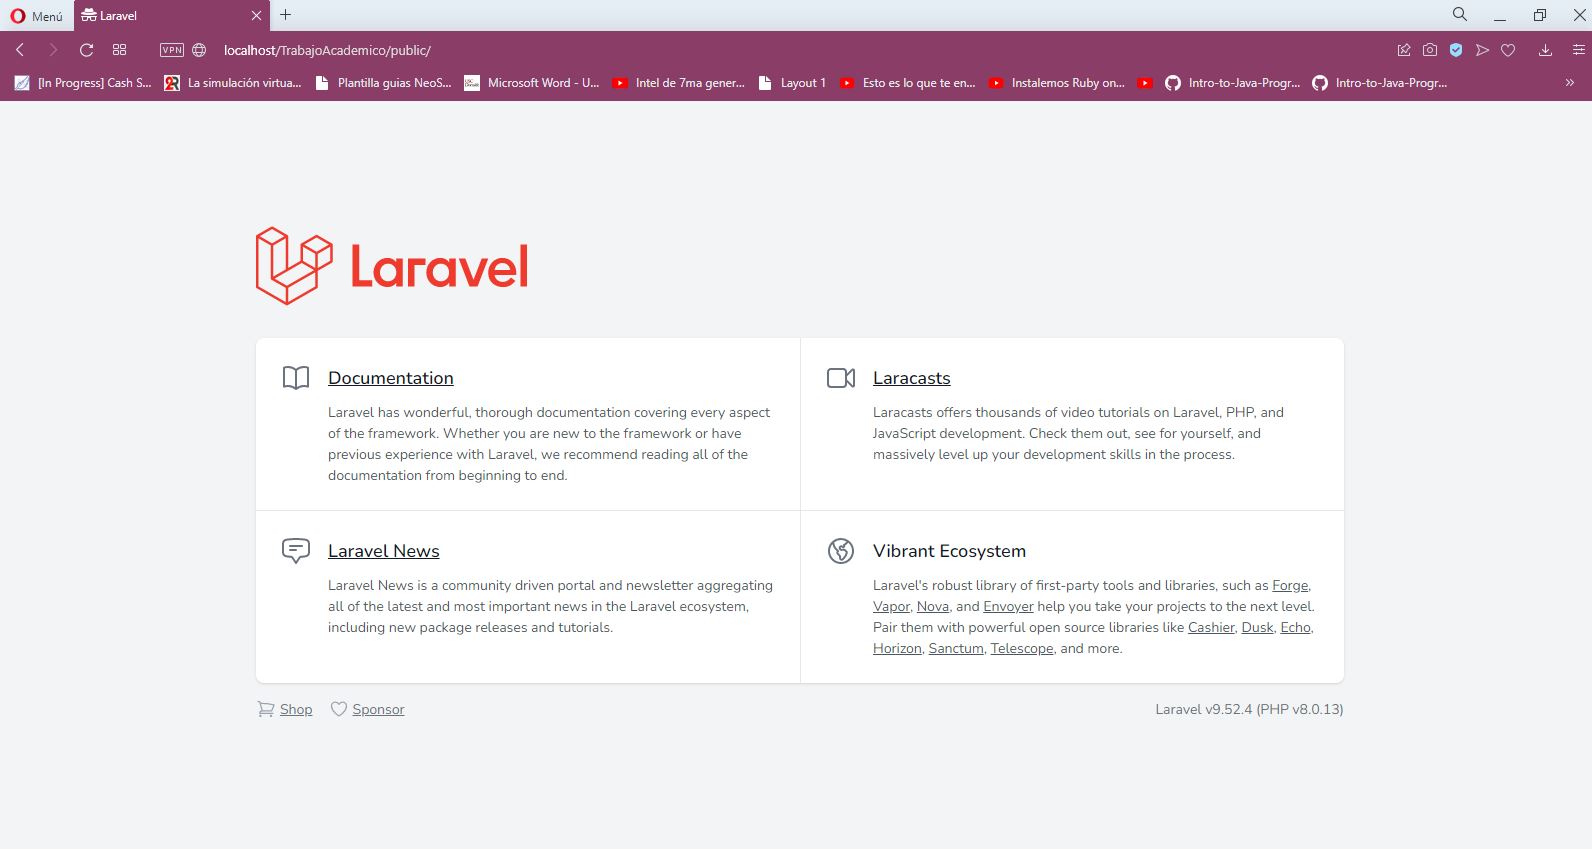 Menú
Laravel
VPN
localhost/TrabajoAcademico/public/
[In Progress] Cash S...
La simulación virtua...
Plantilla guias NeoS...
Microsoft Word - U...
Intel de 7ma gener...
Layout 1
Esto es lo que te en...
Instalemos Ruby on...
Intro-to-Java-Progr...
Intro-to-Java-Progr...
Laravel
Documentation
Laravel has wonderful, thorough documentation covering every aspect
of the framework. Whether you are new to the framework or have
previous experience with Laravel, we recommend reading all of the
documentation from beginning to end.
Laracasts
Laracasts offers thousands of video tutorials on Laravel, PHP, and
JavaScript development. Check them out, see for yourself, and
massively level up your development skills in the process.
Laravel News
Laravel News is a community driven portal and newsletter aggregating
all of the latest and most important news in the Laravel ecosystem,
including new package releases and tutorials.
Vibrant Ecosystem
Laravel's robust library of first-party tools and libraries, such as Forge,
Vapor, Nova, and Envoyer help you take your projects to the next level.
Pair them with powerful open source libraries like Cashier, Dusk, Echo,
Horizon, Sanctum, Telescope, and more.
Shop
Sponsor
Laravel v9.52.4 (PHP v8.0.13)